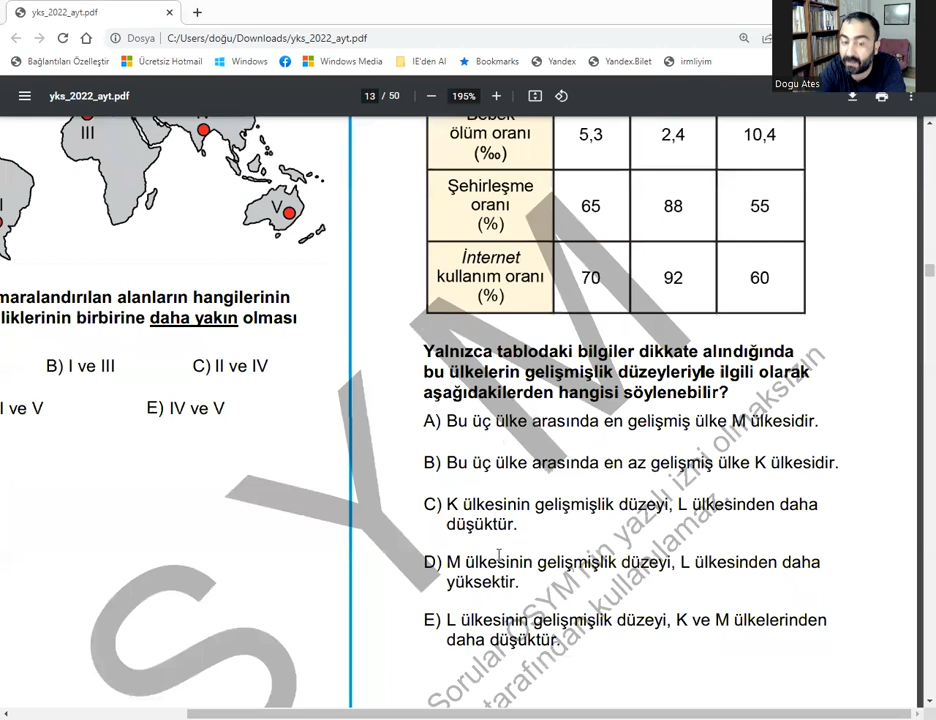 yks_2022_ayt.pdf
Dosya
C:/Users/doğu/Downloads/yks_2022_ayt.pdf
Bağlantıları Özelleştir
Ücretsiz Hotmail
Windows
Windows Media
IE'den Al
Bookmarks
Yandex
Yandex.Bilet
irmliyim
Dogu Ates
yks_2022_ayt.pdf
13 / 50
195%
III
V
I
maralandırılan alanların hangilerinin
liklerinin birbirine daha yakın olması
B) I ve III
C) II ve IV
I ve V
E) IV ve V
Bebek
ölüm oranı
(‰)
5,3
2,4
10,4
Şehirleşme
oranı
(%)
65
88
55
İnternet
kullanım oranı
(%)
70
92
60
Yalnızca tablodaki bilgiler dikkate alındığında
bu ülkelerin gelişmişlik düzeyleriyle ilgili olarak
aşağıdakilerden hangisi söylenebilir?
A) Bu üç ülke arasında en gelişmiş ülke M ülkesidir.
B) Bu üç ülke arasında en az gelişmiş ülke K ülkesidir.
C) K ülkesinin gelişmişlik düzeyi, L ülkesinden daha
düşüktür.
D) M ülkesinin gelişmişlik düzeyi, L ülkesinden daha
yüksektir.
E) L ülkesinin gelişmişlik düzeyi, K ve M ülkelerinden
daha düşüktür.
SYM
Sorular ÖSYM'nin yazılı izni olmaksızın
tarafından kullanılamaz.